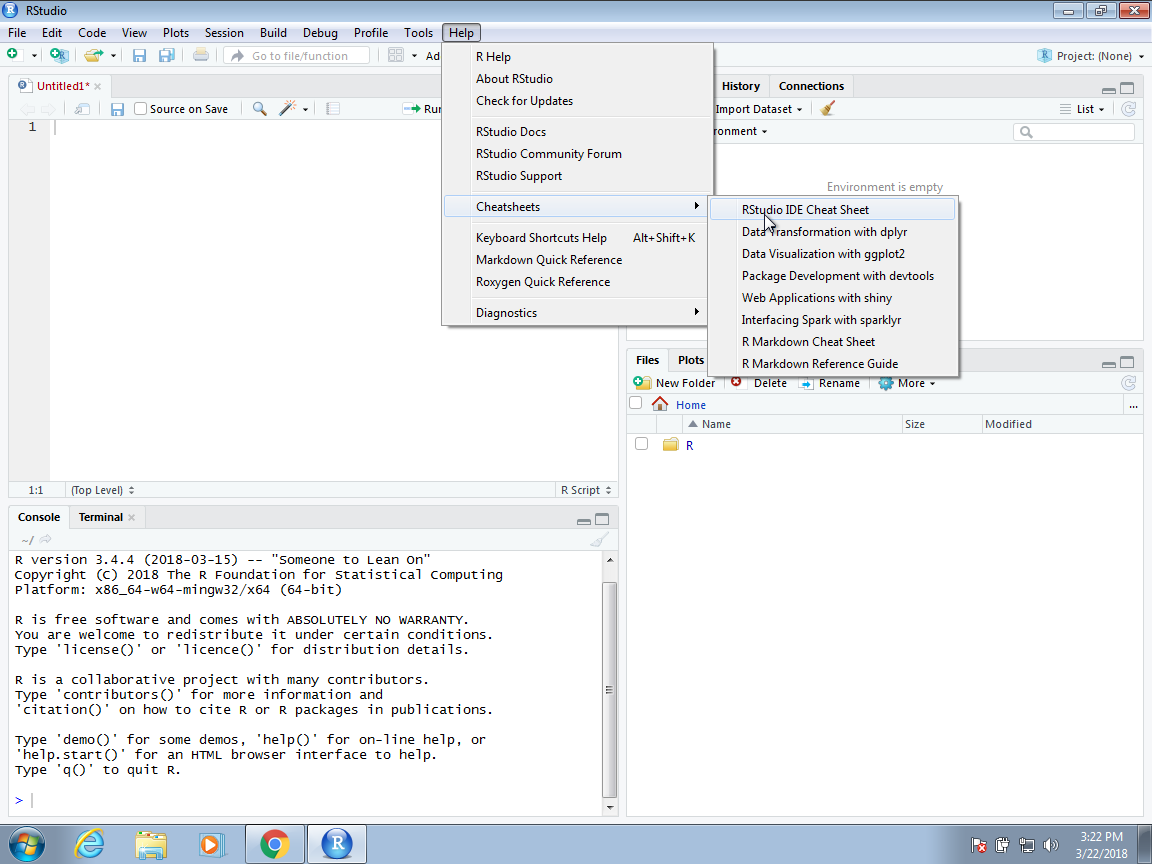 RStudio
File Edit Code View Plots Session Build Debug Profile Tools Help
Go to file/function
Project: (None)
Untitled1*
Source on Save
1
1:1 (Top Level) R Script
R Help
About RStudio
Check for Updates
RStudio Docs
RStudio Community Forum
RStudio Support
Cheatsheets
Keyboard Shortcuts Help Alt+Shift+K
Markdown Quick Reference
Roxygen Quick Reference
Diagnostics
RStudio IDE Cheat Sheet
Data Transformation with dplyr
Data Visualization with ggplot2
Package Development with devtools
Web Applications with shiny
Interfacing Spark with sparklyr
R Markdown Cheat Sheet
R Markdown Reference Guide
History Connections
Import Dataset List
Environment is empty
Files Plots
New Folder Delete Rename More
Home ...
Name Size Modified
R
Console Terminal
~/
R version 3.4.4 (2018-03-15) -- "Someone to Lean On"
Copyright (C) 2018 The R Foundation for Statistical Computing
Platform: x86_64-w64-mingw32/x64 (64-bit)
R is free software and comes with ABSOLUTELY NO WARRANTY.
You are welcome to redistribute it under certain conditions.
Type 'license()' or 'licence()' for distribution details.
R is a collaborative project with many contributors.
Type 'contributors()' for more information and
'citation()' on how to cite R or R packages in publications.
Type 'demo()' for some demos, 'help()' for on-line help, or
'help.start()' for an HTML browser interface to help.
Type 'q()' to quit R.
>
3:22 PM
3/22/2018